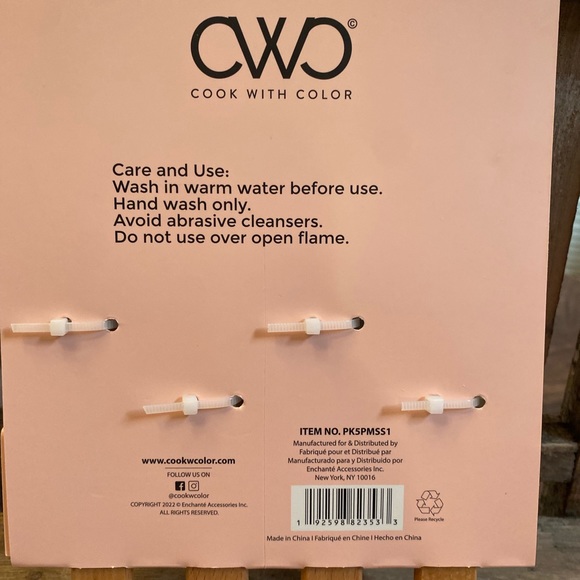 CWC©
COOK WITH COLOR
Care and Use:
Wash in warm water before use.
Hand wash only.
Avoid abrasive cleansers.
Do not use over open flame.
www.cookwcolor.com
FOLLOW US ON
@cookwcolor
COPYRIGHT 2022 © Enchanté Accessories Inc.
ALL RIGHTS RESERVED.
ITEM NO. PK5PMSS1
Manufactured for & Distributed by
Fabriqué pour et Distribué par
Manufacturado para y Distribuido por
Enchanté Accessories Inc.
New York, NY 10016
1 92598 82353 3
Please Recycle
Made in China I Fabriqué en Chine I Hecho en China